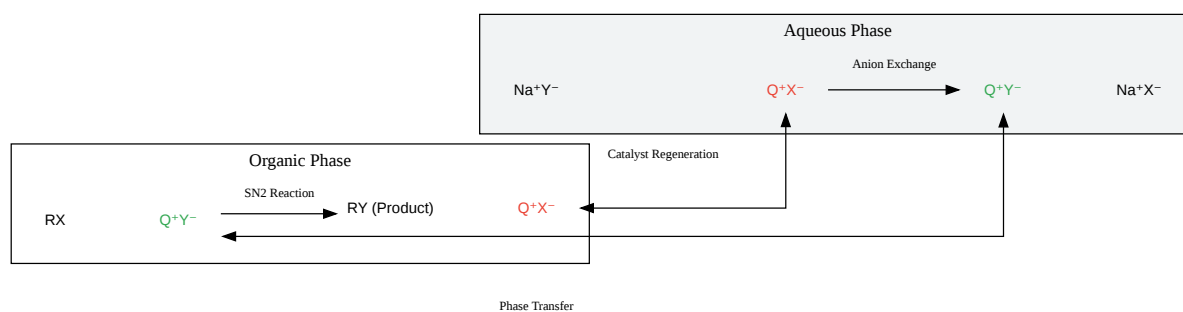 Aqueous Phase
Anion Exchange
Na⁺Y⁻
Q⁺X⁻
Q⁺Y⁻
Na⁺X⁻
Catalyst Regeneration
Organic Phase
SN2 Reaction
RX
Q⁺Y⁻
RY (Product)
Q⁺X⁻
Phase Transfer